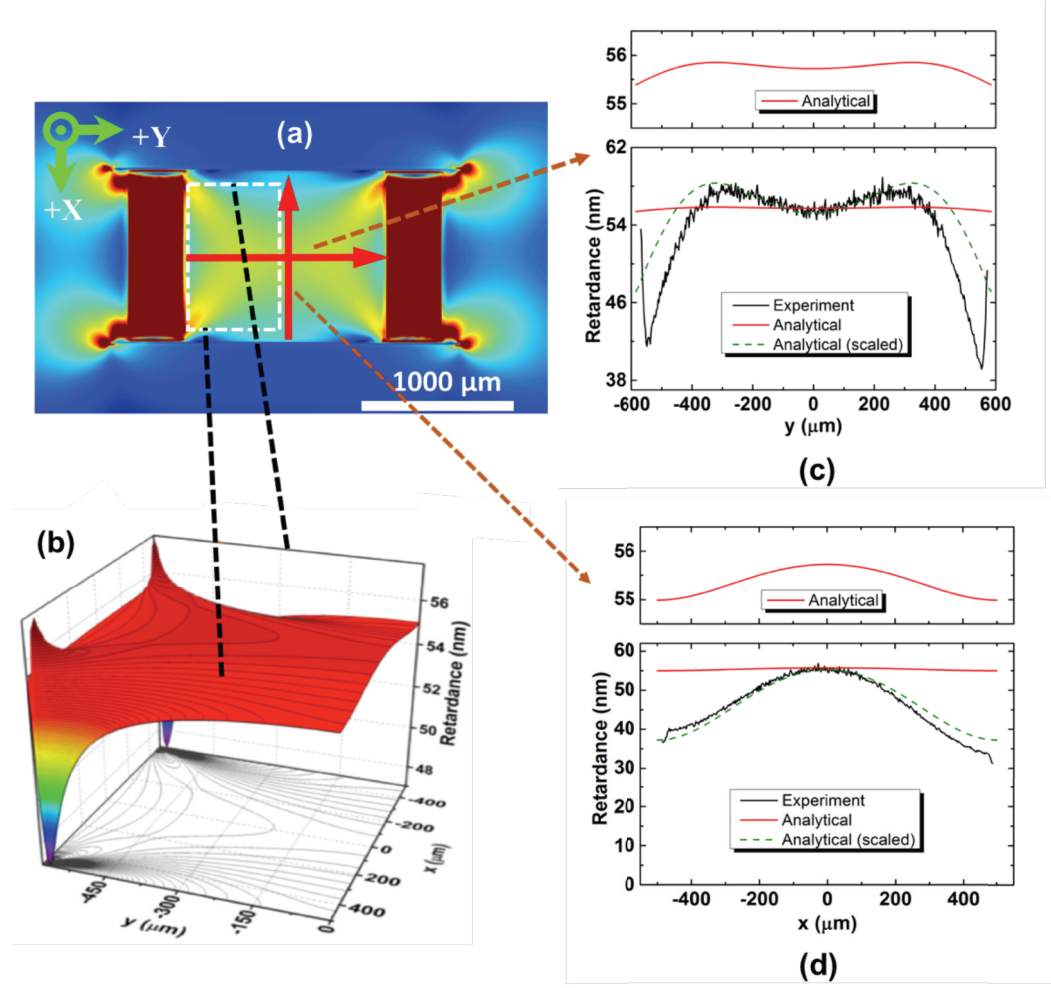 (a)
+Y
+X
1000 µm
56
55
Analytical
62
54
46
38
Retardance (nm)
Experiment
Analytical
Analytical (scaled)
-600 -400 -200 0 200 400 600
y (µm)
(c)
(b)
56
54
52
50
48
Retardance (nm)
-400
-200
0
200
400
x (µm)
-450
-300
-150
0
y (µm)
56
55
Analytical
60
50
40
30
20
10
0
Retardance (nm)
Experiment
Analytical
Analytical (scaled)
-400 -200 0 200 400
x (µm)
(d)